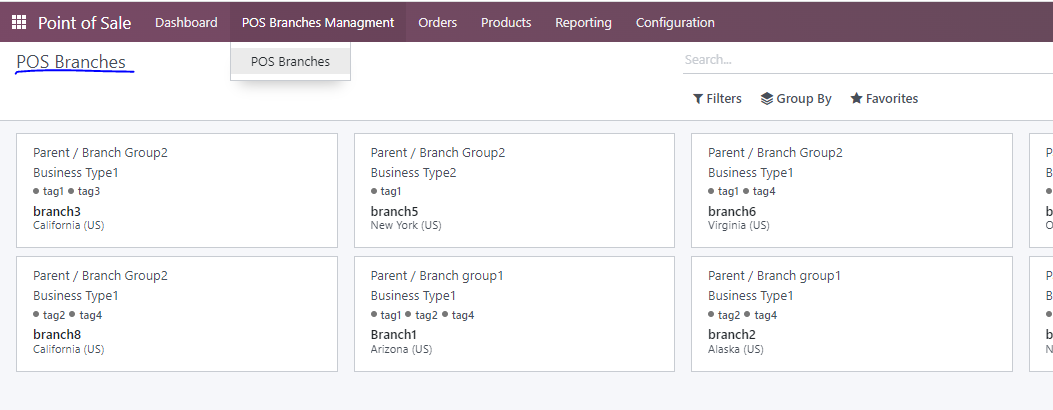 Point of Sale Dashboard POS Branches Managment Orders Products Reporting Configuration
POS Branches
POS Branches
Search...
Filters Group By Favorites
Parent / Branch Group2
Business Type1
tag1 tag3
branch3
California (US)
Parent / Branch Group2
Business Type2
tag1
branch5
New York (US)
Parent / Branch Group2
Business Type1
tag1 tag4
branch6
Virginia (US)
Parent / Branch Group2
Business Type1
tag2 tag4
branch8
California (US)
Parent / Branch group1
Business Type1
tag1 tag2 tag4
Branch1
Arizona (US)
Parent / Branch group1
Business Type1
tag2 tag4
branch2
Alaska (US)